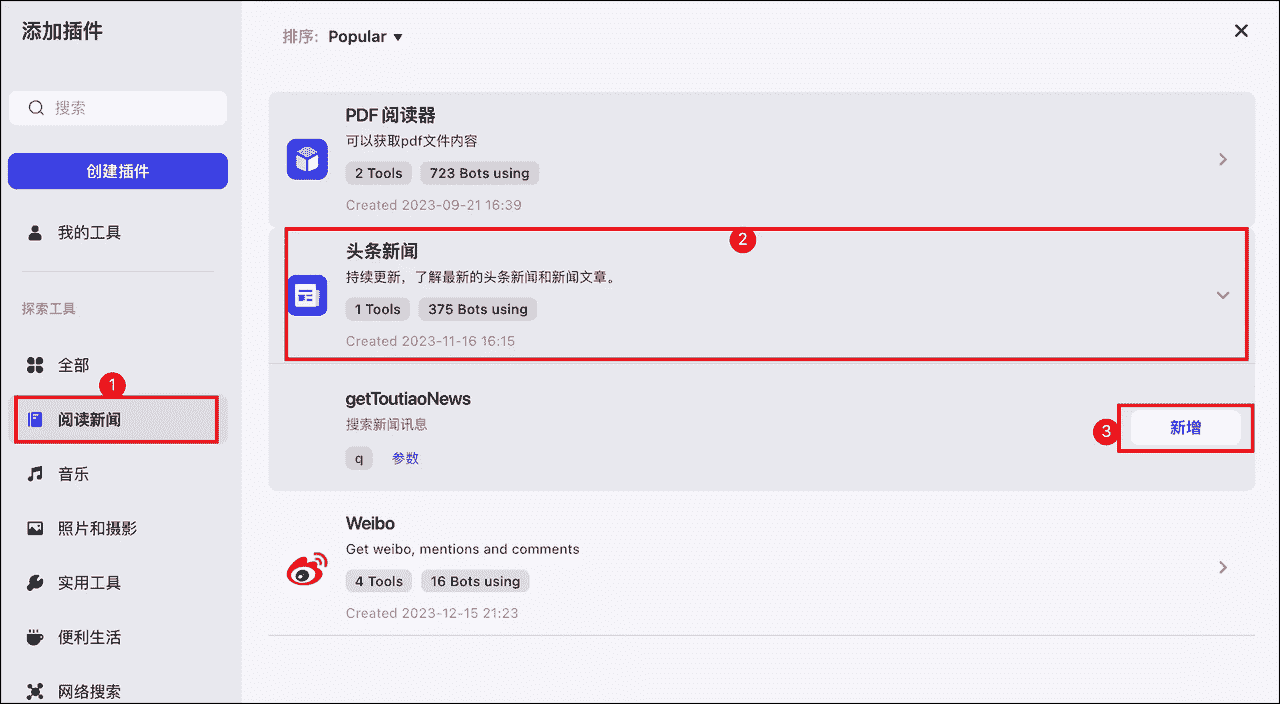 添加插件
搜索
创建插件
我的工具
探索工具
全部
1
阅读新闻
音乐
照片和摄影
实用工具
便利生活
网络搜索
排序: Popular
PDF 阅读器
可以获取pdf文件内容
2 Tools 723 Bots using
Created 2023-09-21 16:39
2
头条新闻
持续更新，了解最新的头条新闻和新闻文章。
1 Tools 375 Bots using
Created 2023-11-16 16:15
getToutiaoNews
搜索新闻讯息
q 参数
3 新增
Weibo
Get weibo, mentions and comments
4 Tools 16 Bots using
Created 2023-12-15 21:23